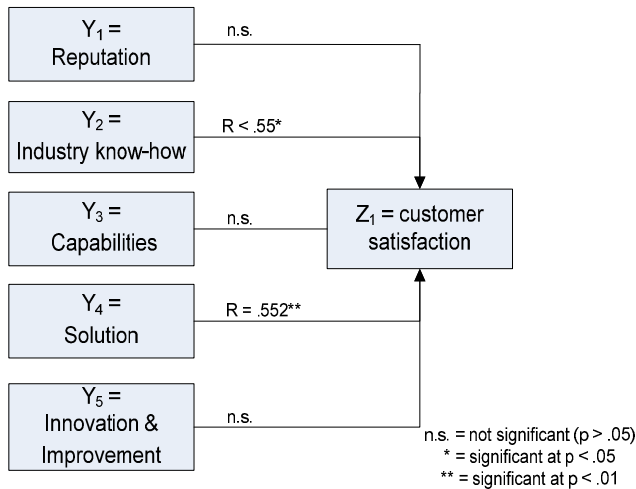 Y₁ =
Reputation
n.s.
Y₂ =
Industry know-how
R < .55*
Y₃ =
Capabilities
n.s.
Z₁ = customer
satisfaction
Y₄ =
Solution
R = .552**
Y₅ =
Innovation &
Improvement
n.s.
n.s. = not significant (p > .05)
* = significant at p < .05
** = significant at p < .01